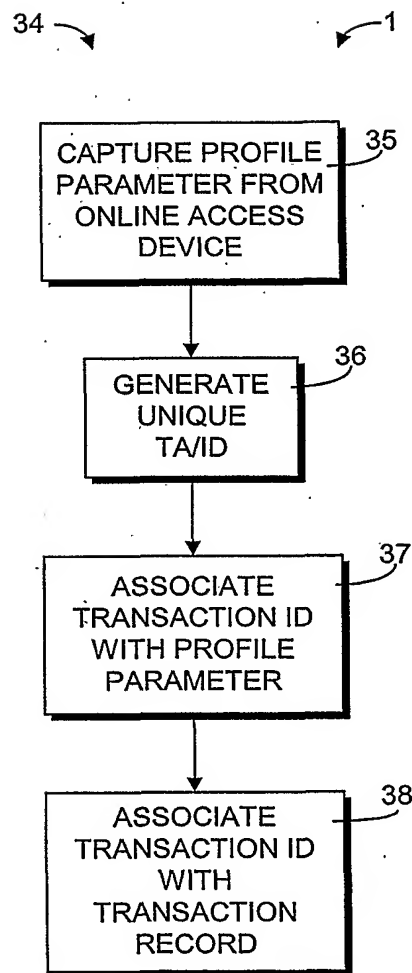 34
1
35
CAPTURE PROFILE
PARAMETER FROM
ONLINE ACCESS
DEVICE
36
GENERATE
UNIQUE
TA/ID
37
ASSOCIATE
TRANSACTION ID
WITH PROFILE
PARAMETER
38
ASSOCIATE
TRANSACTION ID
WITH
TRANSACTION
RECORD